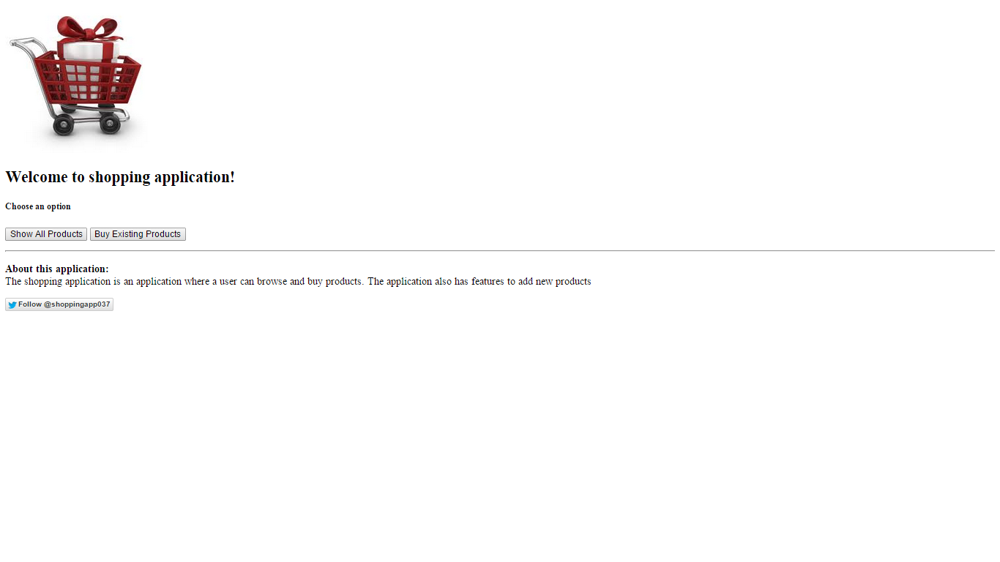 Welcome to shopping application!
Choose an option
Show All Products Buy Existing Products
About this application:
The shopping application is an application where a user can browse and buy products. The application also has features to add new products
Follow @shoppingapp037